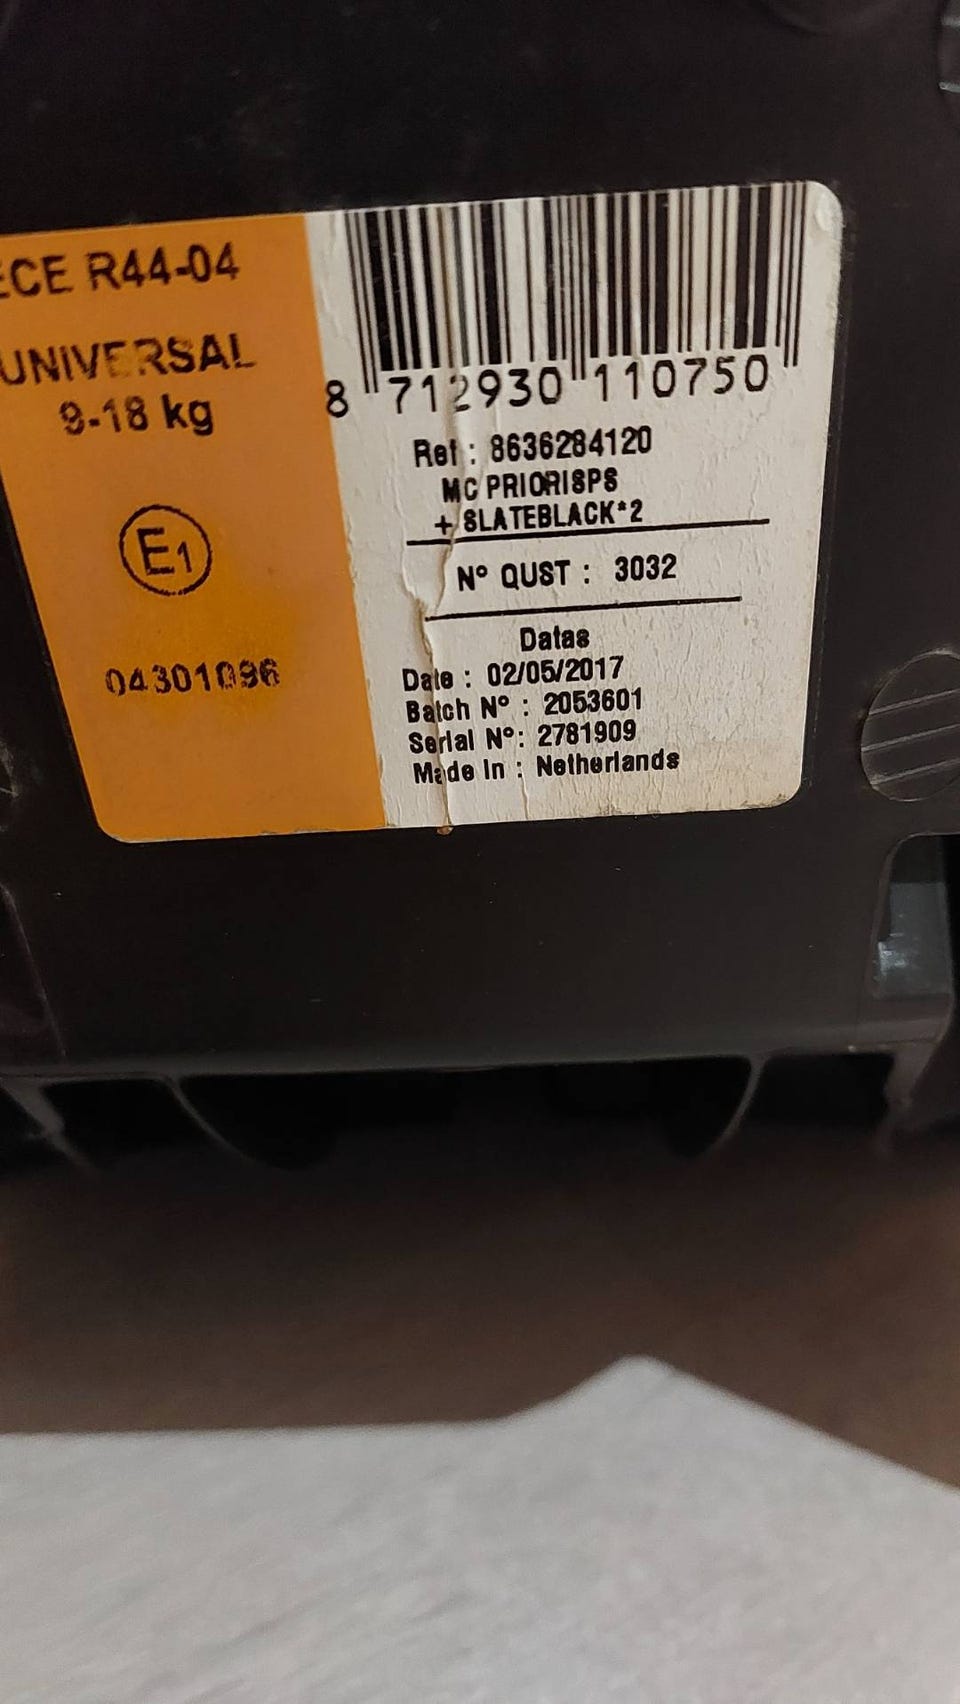 ECE R44-04
UNIVERSAL
9-18 kg
E1
04301096
8 712930 110750
Ref : 8636284120
MC PRIORISPS
+ SLATEBLACK*2
N° QUST : 3032
Datas
Date : 02/05/2017
Batch N° : 2053601
Serial N°: 2781909
Made In : Netherlands